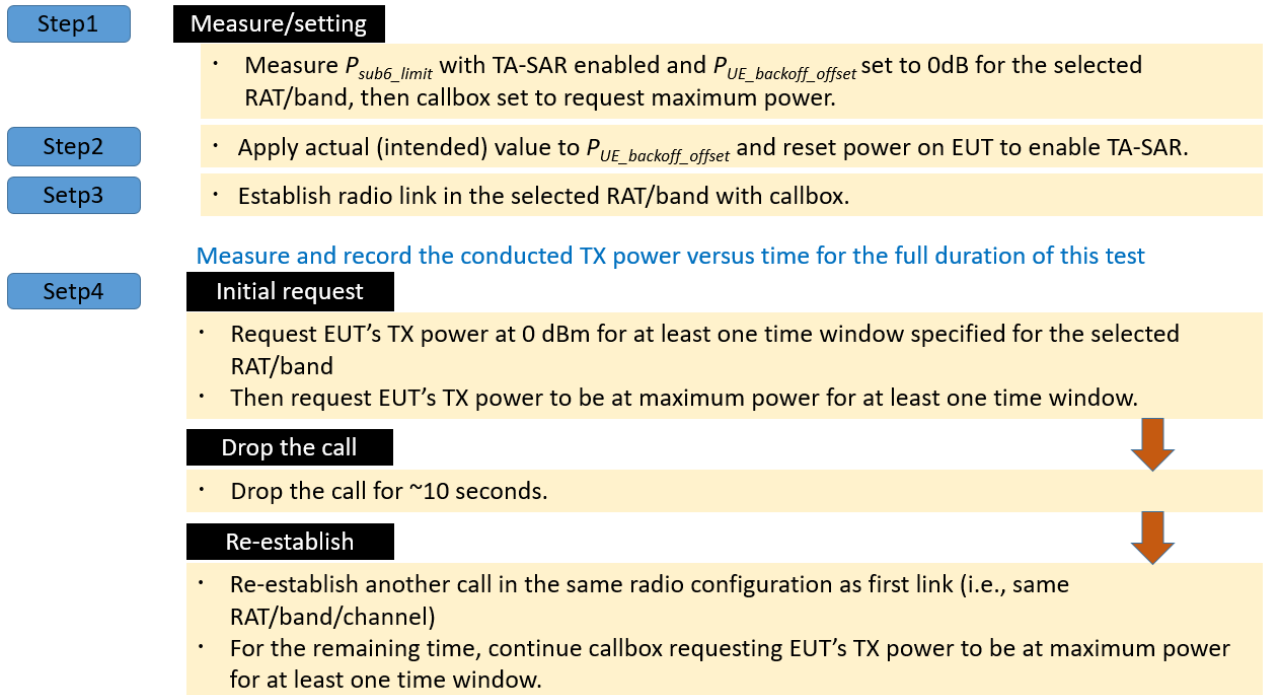 Step1
Measure/setting
· Measure P_sub6_limit with TA-SAR enabled and P_UE_backoff_offset set to 0dB for the selected
RAT/band, then callbox set to request maximum power.
Step2
· Apply actual (intended) value to P_UE_backoff_offset and reset power on EUT to enable TA-SAR.
Setp3
· Establish radio link in the selected RAT/band with callbox.
Measure and record the conducted TX power versus time for the full duration of this test
Setp4
Initial request
· Request EUT’s TX power at 0 dBm for at least one time window specified for the selected
RAT/band
· Then request EUT’s TX power to be at maximum power for at least one time window.
Drop the call
· Drop the call for ~10 seconds.
Re-establish
· Re-establish another call in the same radio configuration as first link (i.e., same
RAT/band/channel)
· For the remaining time, continue callbox requesting EUT’s TX power to be at maximum power
for at least one time window.